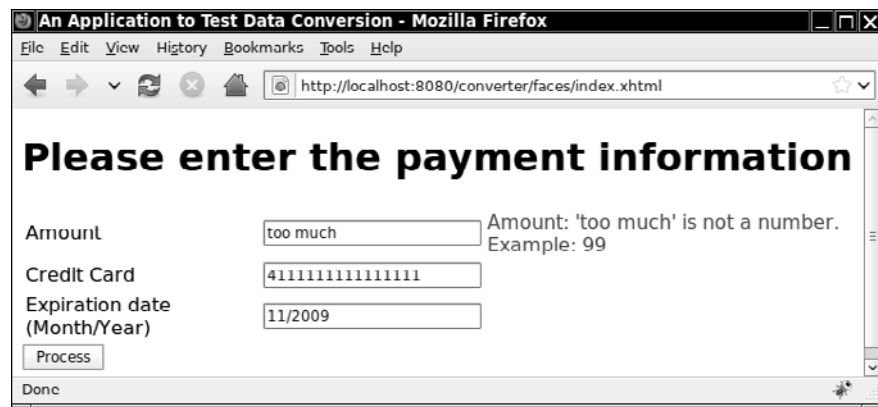 An Application to Test Data Conversion - Mozilla Firefox
File Edit View History Bookmarks Tools Help
http://localhost:8080/converter/faces/index.xhtml
Please enter the payment information
Amount too much Amount: 'too much' is not a number.
Example: 99
Credit Card 4111111111111111
Expiration date
(Month/Year) 11/2009
Process
Done